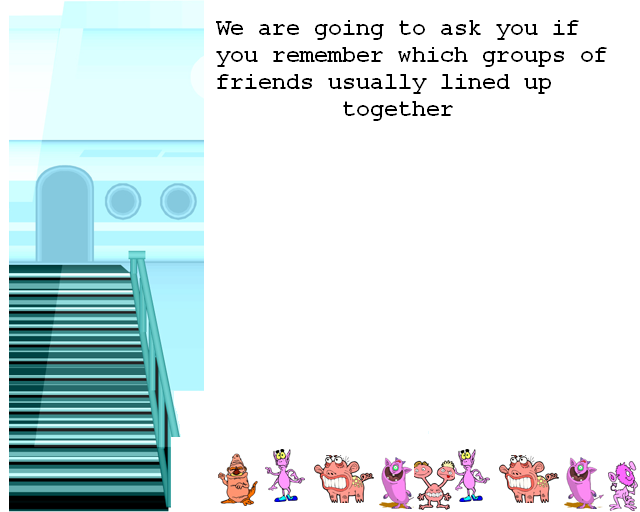 We are going to ask you if
you remember which groups of
friends usually lined up
together